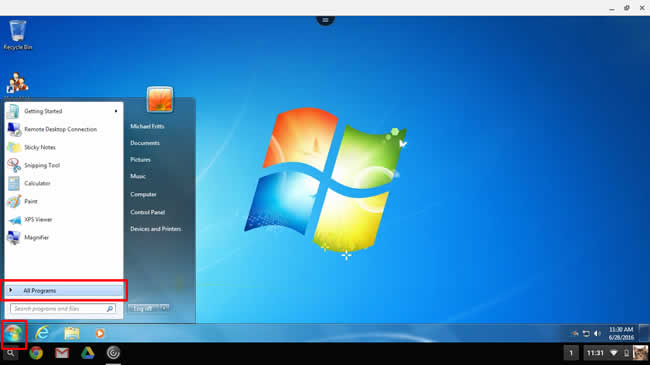 Recycle Bin
Getting Started
Remote Desktop Connection
Sticky Notes
Snipping Tool
Calculator
Paint
XPS Viewer
Magnifier
All Programs
Search programs and files
Michael Fritts
Documents
Pictures
Music
Computer
Control Panel
Devices and Printers
Log off
11:30 AM
6/28/2016
1
11:31